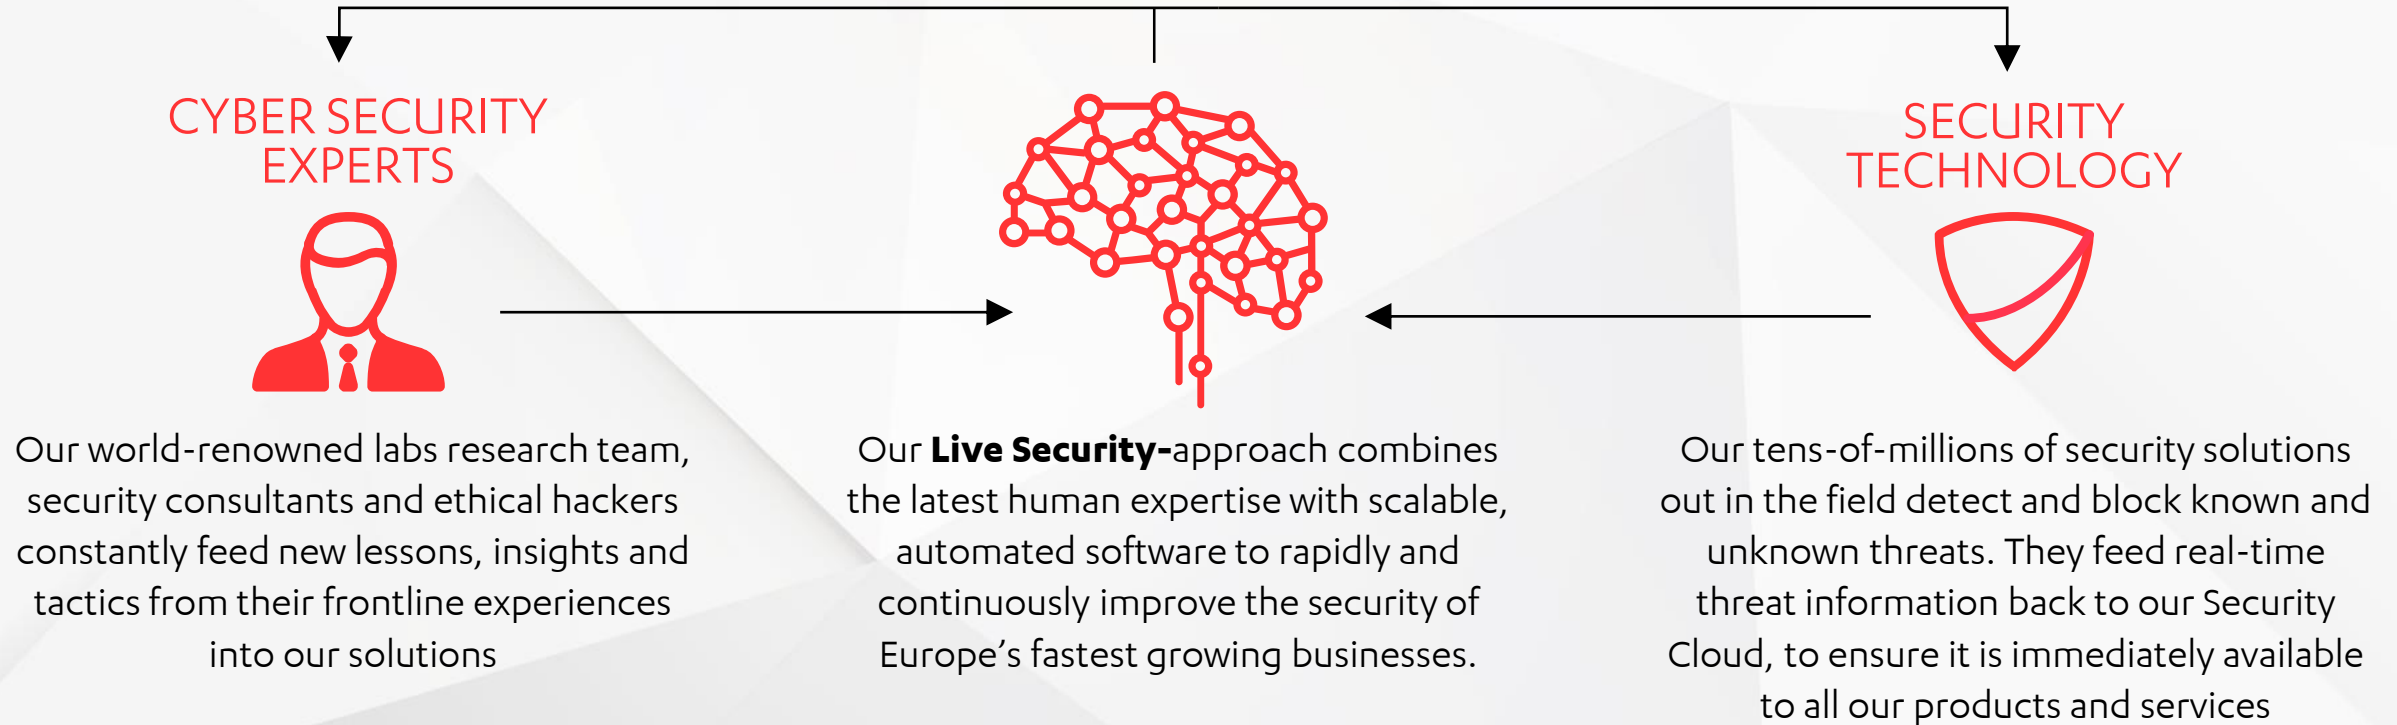 CYBER SECURITY
EXPERTS
Our world-renowned labs research team,
security consultants and ethical hackers
constantly feed new lessons, insights and
tactics from their frontline experiences
into our solutions
Our Live Security-approach combines
the latest human expertise with scalable,
automated software to rapidly and
continuously improve the security of
Europe’s fastest growing businesses.
SECURITY
TECHNOLOGY
Our tens-of-millions of security solutions
out in the field detect and block known and
unknown threats. They feed real-time
threat information back to our Security
Cloud, to ensure it is immediately available
to all our products and services